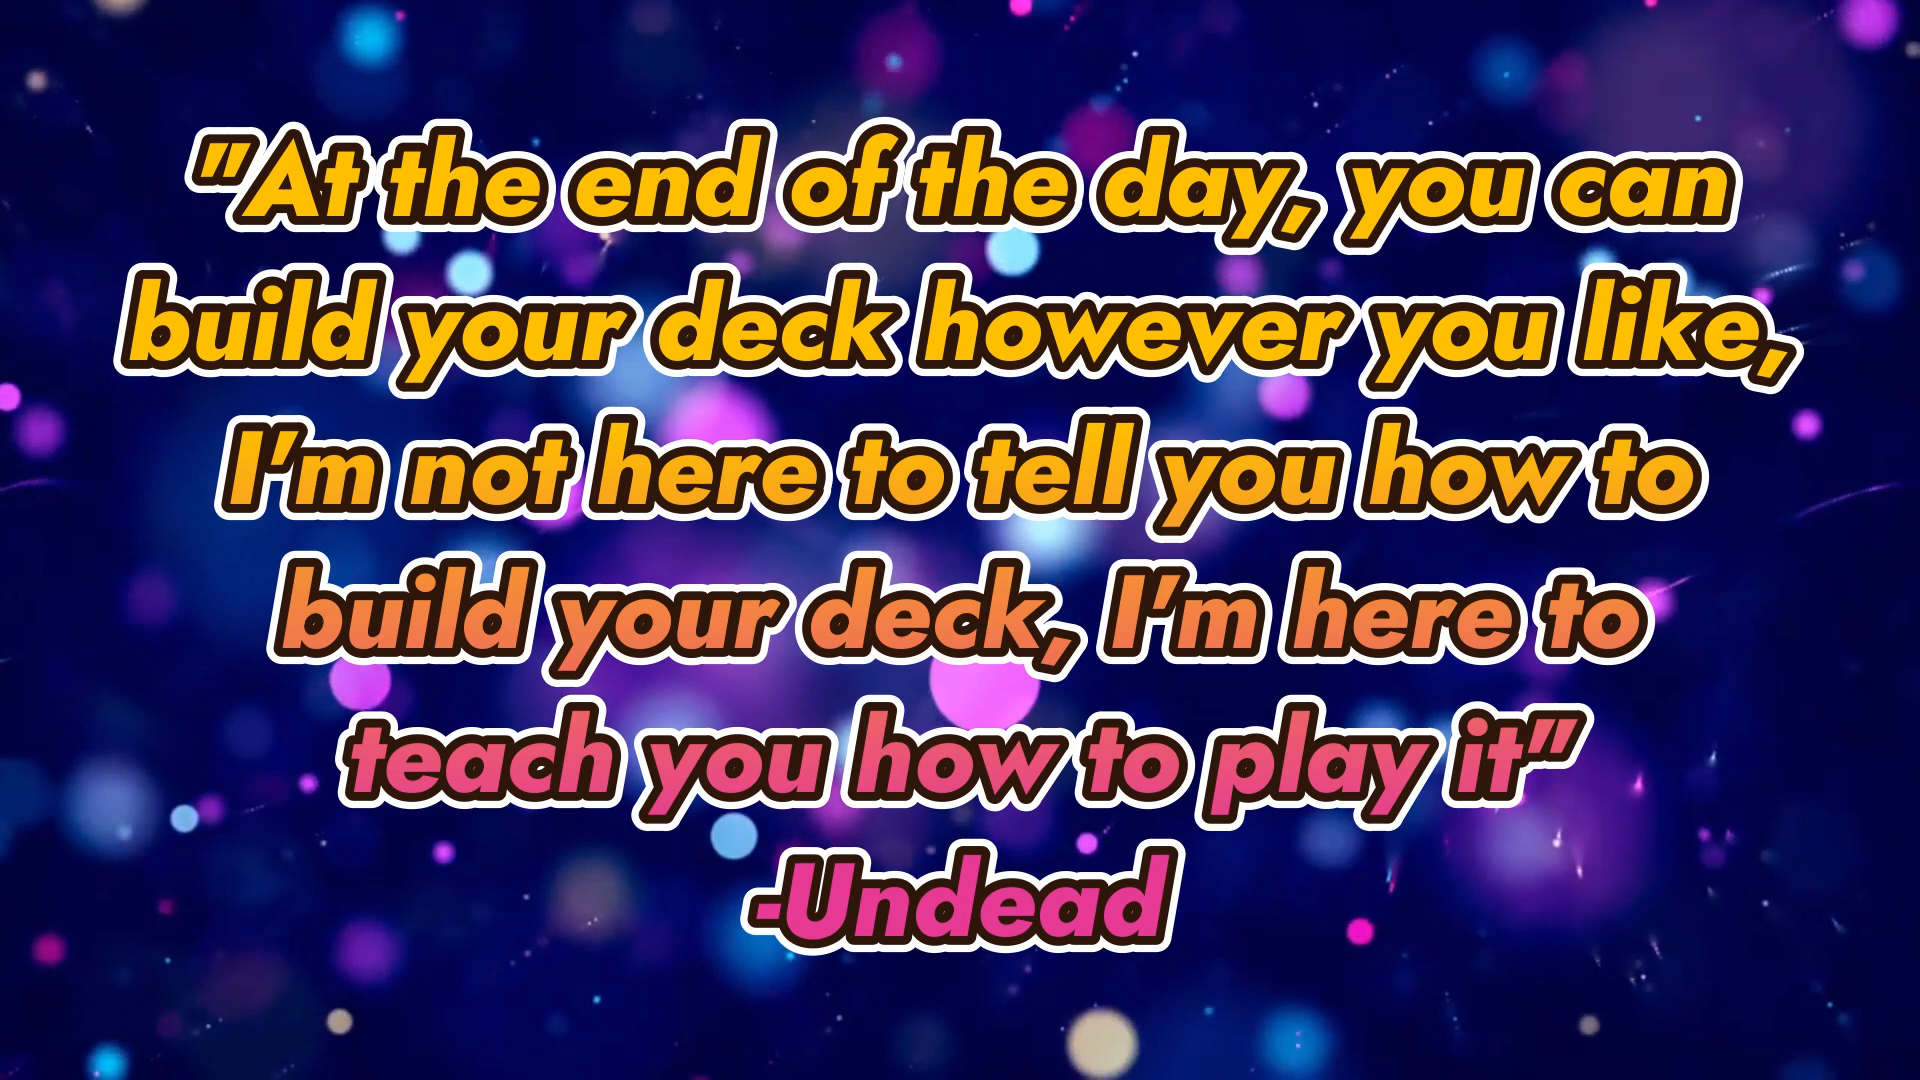 "At the end of the day, you can
build your deck however you like,
I'm not here to tell you how to
build your deck, I'm here to
teach you how to play it"
-Undead